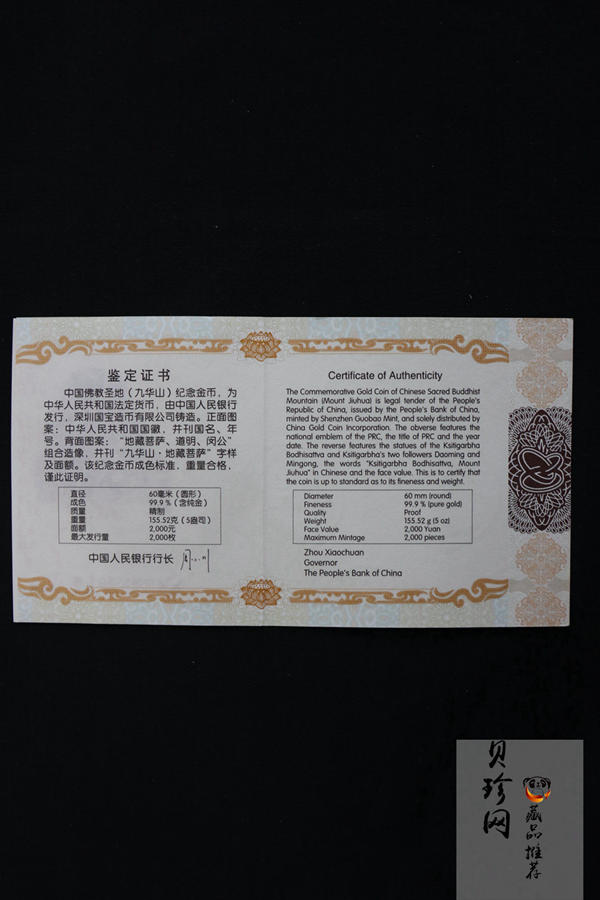 鉴定证书
中国佛教圣地（九华山）纪念金币，为
中华人民共和国法定货币，由中国人民银行
发行，深圳国宝造币有限公司铸造。正面图
案：中华人民共和国国徽，并刊国名、年
号。背面图案：“地藏菩萨、道明、闵公”
组合造像，并刊“九华山·地藏菩萨”字样
及面额。该纪念金币成色标准，重量合格，
谨此证明。
直径 60毫米（圆形）
成色 99.9％（含纯金）
质量 精制
重量 155.52克（5盎司）
面额 2,000元
最大发行量 2,000枚
中国人民银行行长
Certificate of Authenticity
The Commemorative Gold Coin of Chinese Sacred Buddhist
Mountain (Mount Jiuhua) is legal tender of the People's
Republic of China, issued by the People's Bank of China,
minted by Shenzhen Guobao Mint, and solely distributed by
China Gold Coin Incorporation. The obverse features the
national emblem of the PRC, the title of PRC and the year
date. The reverse features the statues of the Ksitigarbha
Bodhisattva and Ksitigarbha's two followers Daoming and
Mingong, the words "Ksitigarbha Bodhisattva, Mount
Jiuhua" in Chinese and the face value. This is to certify that
the coin is up to standard as to its fineness and weight.
Diameter 60 mm (round)
Fineness 99.9 % (pure gold)
Quality Proof
Weight 155.52 g (5 oz)
Face Value 2,000 Yuan
Maximum Mintage 2,000 pieces
Zhou Xiaochuan
Governor
The People's Bank of China
贝珍网
藏品推荐